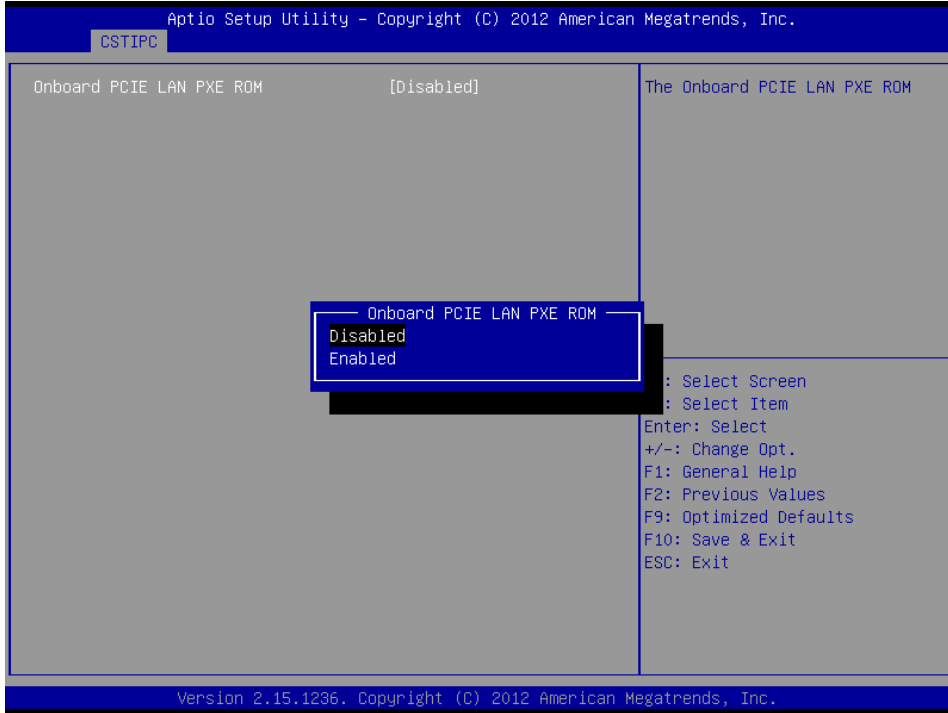 Aptio Setup Utility – Copyright (C) 2012 American Megatrends, Inc.
CSTIPC
Onboard PCIE LAN PXE ROM [Disabled]
The Onboard PCIE LAN PXE ROM
Onboard PCIE LAN PXE ROM
Disabled
Enabled
: Select Screen
: Select Item
Enter: Select
+/-: Change Opt.
F1: General Help
F2: Previous Values
F9: Optimized Defaults
F10: Save & Exit
ESC: Exit
Version 2.15.1236. Copyright (C) 2012 American Megatrends, Inc.